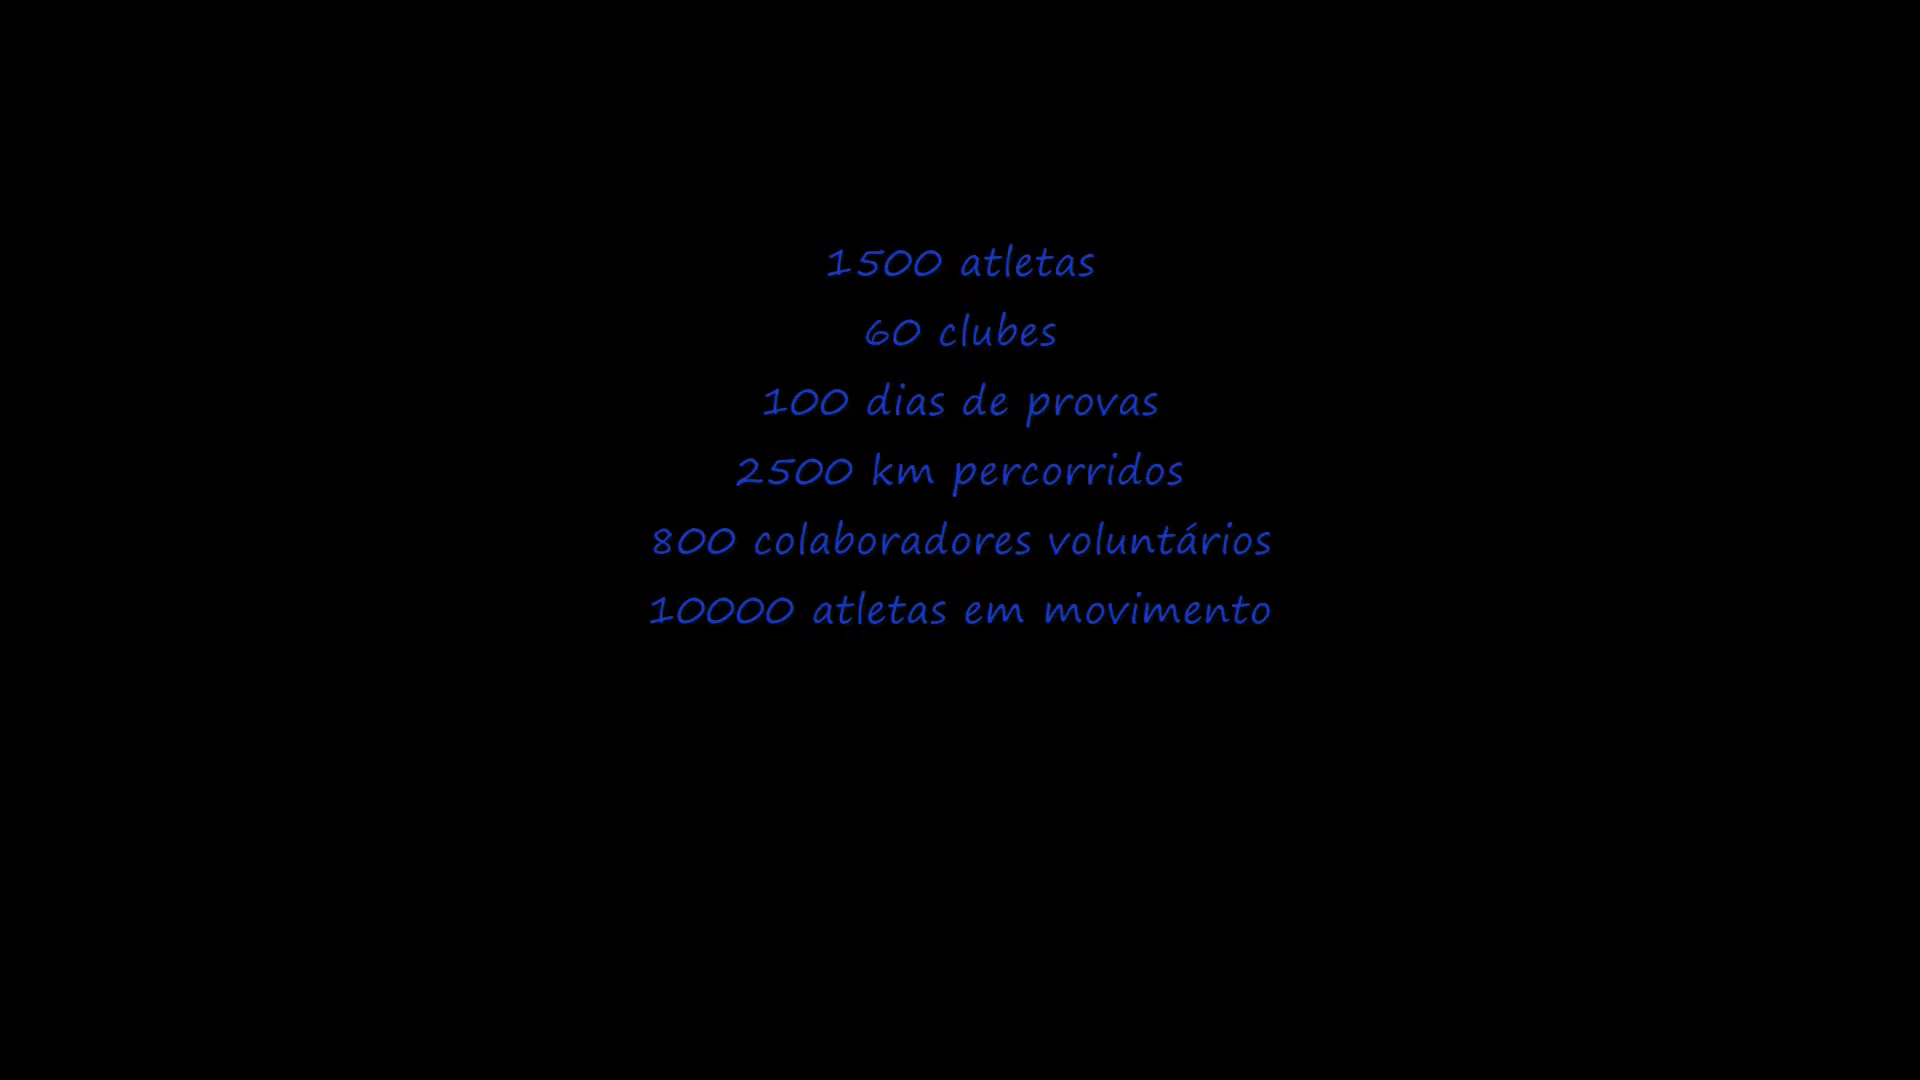 1500 atletas
60 clubes
100 dias de provas
2500 km percorridos
800 colaboradores voluntários
10000 atletas em movimento